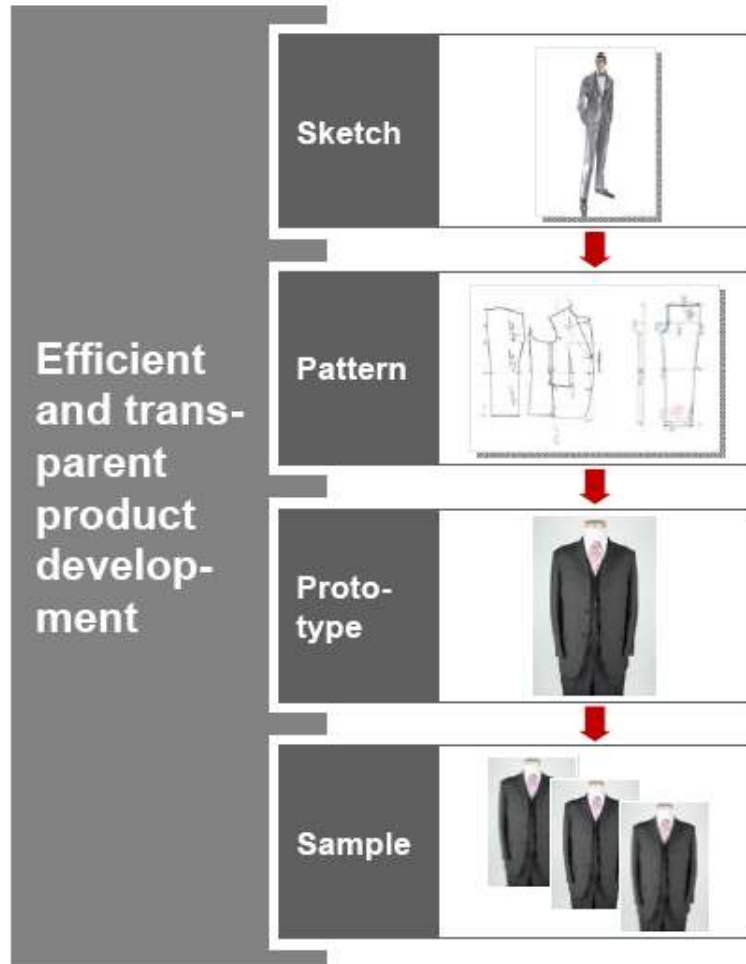 Efficient
and trans-
parent
product
develop-
ment
Sketch
Pattern
Proto-
type
Sample